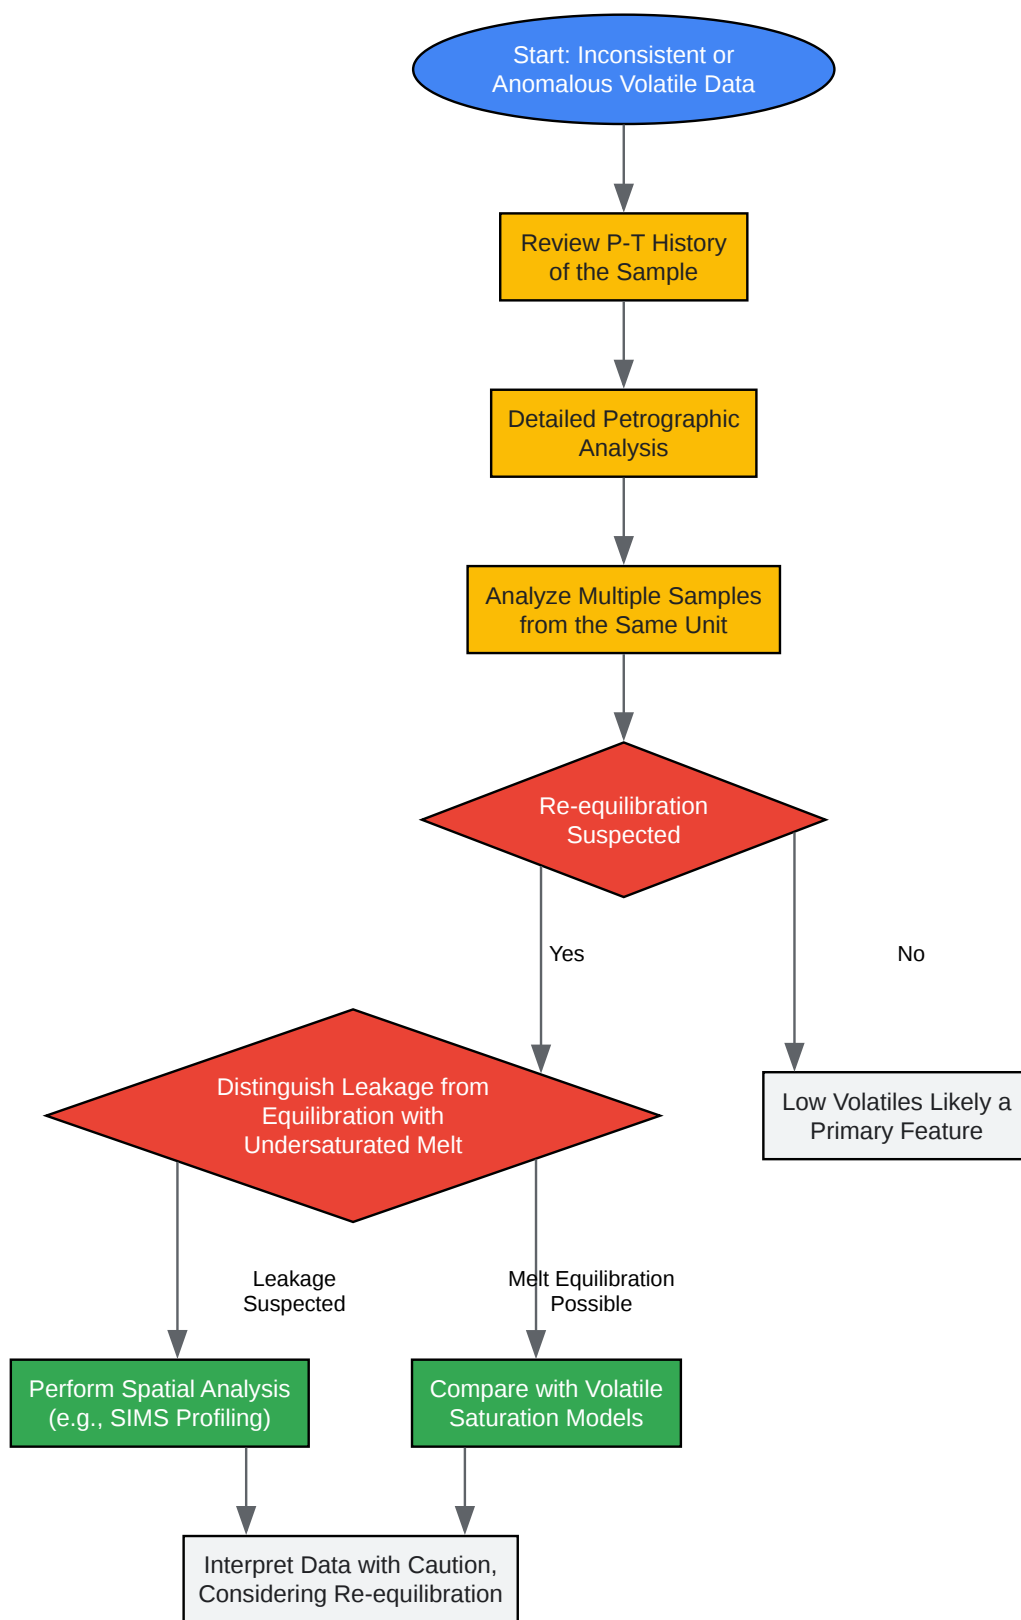 Start: Inconsistent or
Anomalous Volatile Data
Review P-T History
of the Sample
Detailed Petrographic
Analysis
Analyze Multiple Samples
from the Same Unit
Re-equilibration
Suspected
Yes
No
Distinguish Leakage from
Equilibration with
Undersaturated Melt
Low Volatiles Likely a
Primary Feature
Leakage
Suspected
Melt Equilibration
Possible
Perform Spatial Analysis
(e.g., SIMS Profiling)
Compare with Volatile
Saturation Models
Interpret Data with Caution,
Considering Re-equilibration